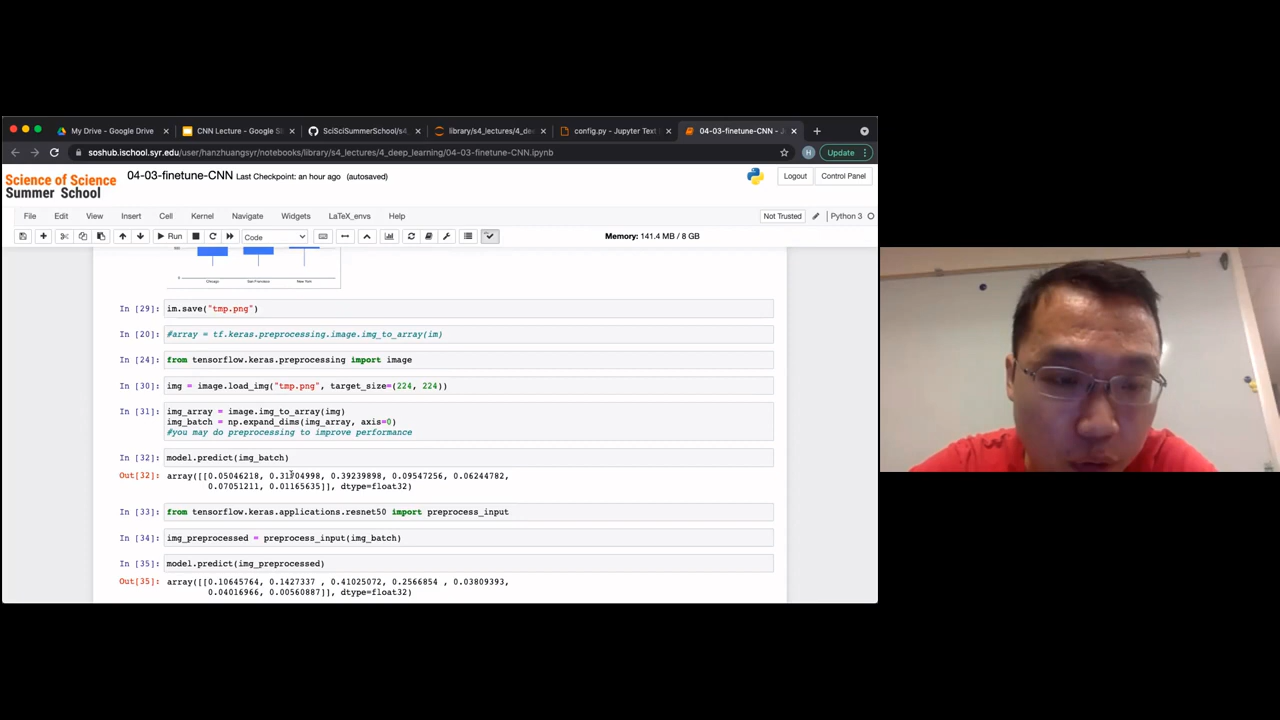 My Drive - Google Drive
CNN Lecture - Google S
SciSciSummerSchool/s4_
library/s4_lectures/4_de
config.py - Jupyter Text
04-03-finetune-CNN - J
soshub.ischool.syr.edu/user/hanzhuangsyr/notebooks/library/s4_lectures/4_deep_learning/04-03-finetune-CNN.ipynb
H
Update
Science of Science
Summer School
04-03-finetune-CNN Last Checkpoint: an hour ago (autosaved)
Logout
Control Panel
File Edit View Insert Cell Kernel Navigate Widgets LaTeX_envs Help
Not Trusted
Python 3
Run
Code
Memory: 141.4 MB / 8 GB
Chicago San Francisco New York
In [29]: im.save("tmp.png")
In [20]: #array = tf.keras.preprocessing.image.img_to_array(im)
In [24]: from tensorflow.keras.preprocessing import image
In [30]: img = image.load_img("tmp.png", target_size=(224, 224))
In [31]: img_array = image.img_to_array(img)
img_batch = np.expand_dims(img_array, axis=0)
#you may do preprocessing to improve performance
In [32]: model.predict(img_batch)
Out[32]: array([[0.05046218, 0.39239898, 0.09547256, 0.06244782,
0.07051211, 0.01165635]], dtype=float32)
In [33]: from tensorflow.keras.applications.resnet50 import preprocess_input
In [34]: img_preprocessed = preprocess_input(img_batch)
In [35]: model.predict(img_preprocessed)
Out[35]: array([[0.10645764, 0.1427337 , 0.41025072, 0.2566854 , 0.03809393,
0.04016966, 0.00560887]], dtype=float32)